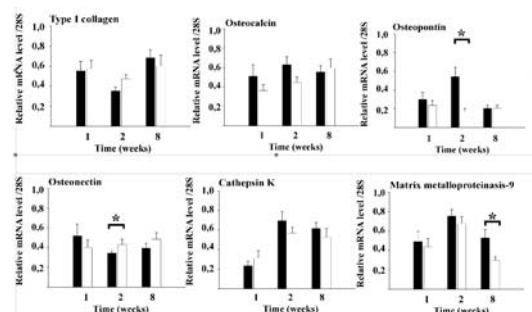 Type I collagen
Relative mRNA level /28S
1,0
0,8
0,6
0,4
0,2
1 2 8
Time (weeks)
Osteocalcin
Relative mRNA level /28S
1,0
0,8
0,6
0,4
0,2
1 2 8
Time (weeks)
Osteopontin
Relative mRNA level /28S
1,0
0,8
0,6
0,4
0,2
*
1 2 8
Time (weeks)
Osteonectin
Relative mRNA level /28S
1,0
0,8
0,6
0,4
0,2
*
1 2 8
Time (weeks)
Cathepsin K
Relative mRNA level /28S
1,0
0,8
0,6
0,4
0,2
1 2 8
Time (weeks)
Matrix metalloproteinasis-9
Relative mRNA level /28S
1,0
0,8
0,6
0,4
0,2
*
1 2 8
Time (weeks)